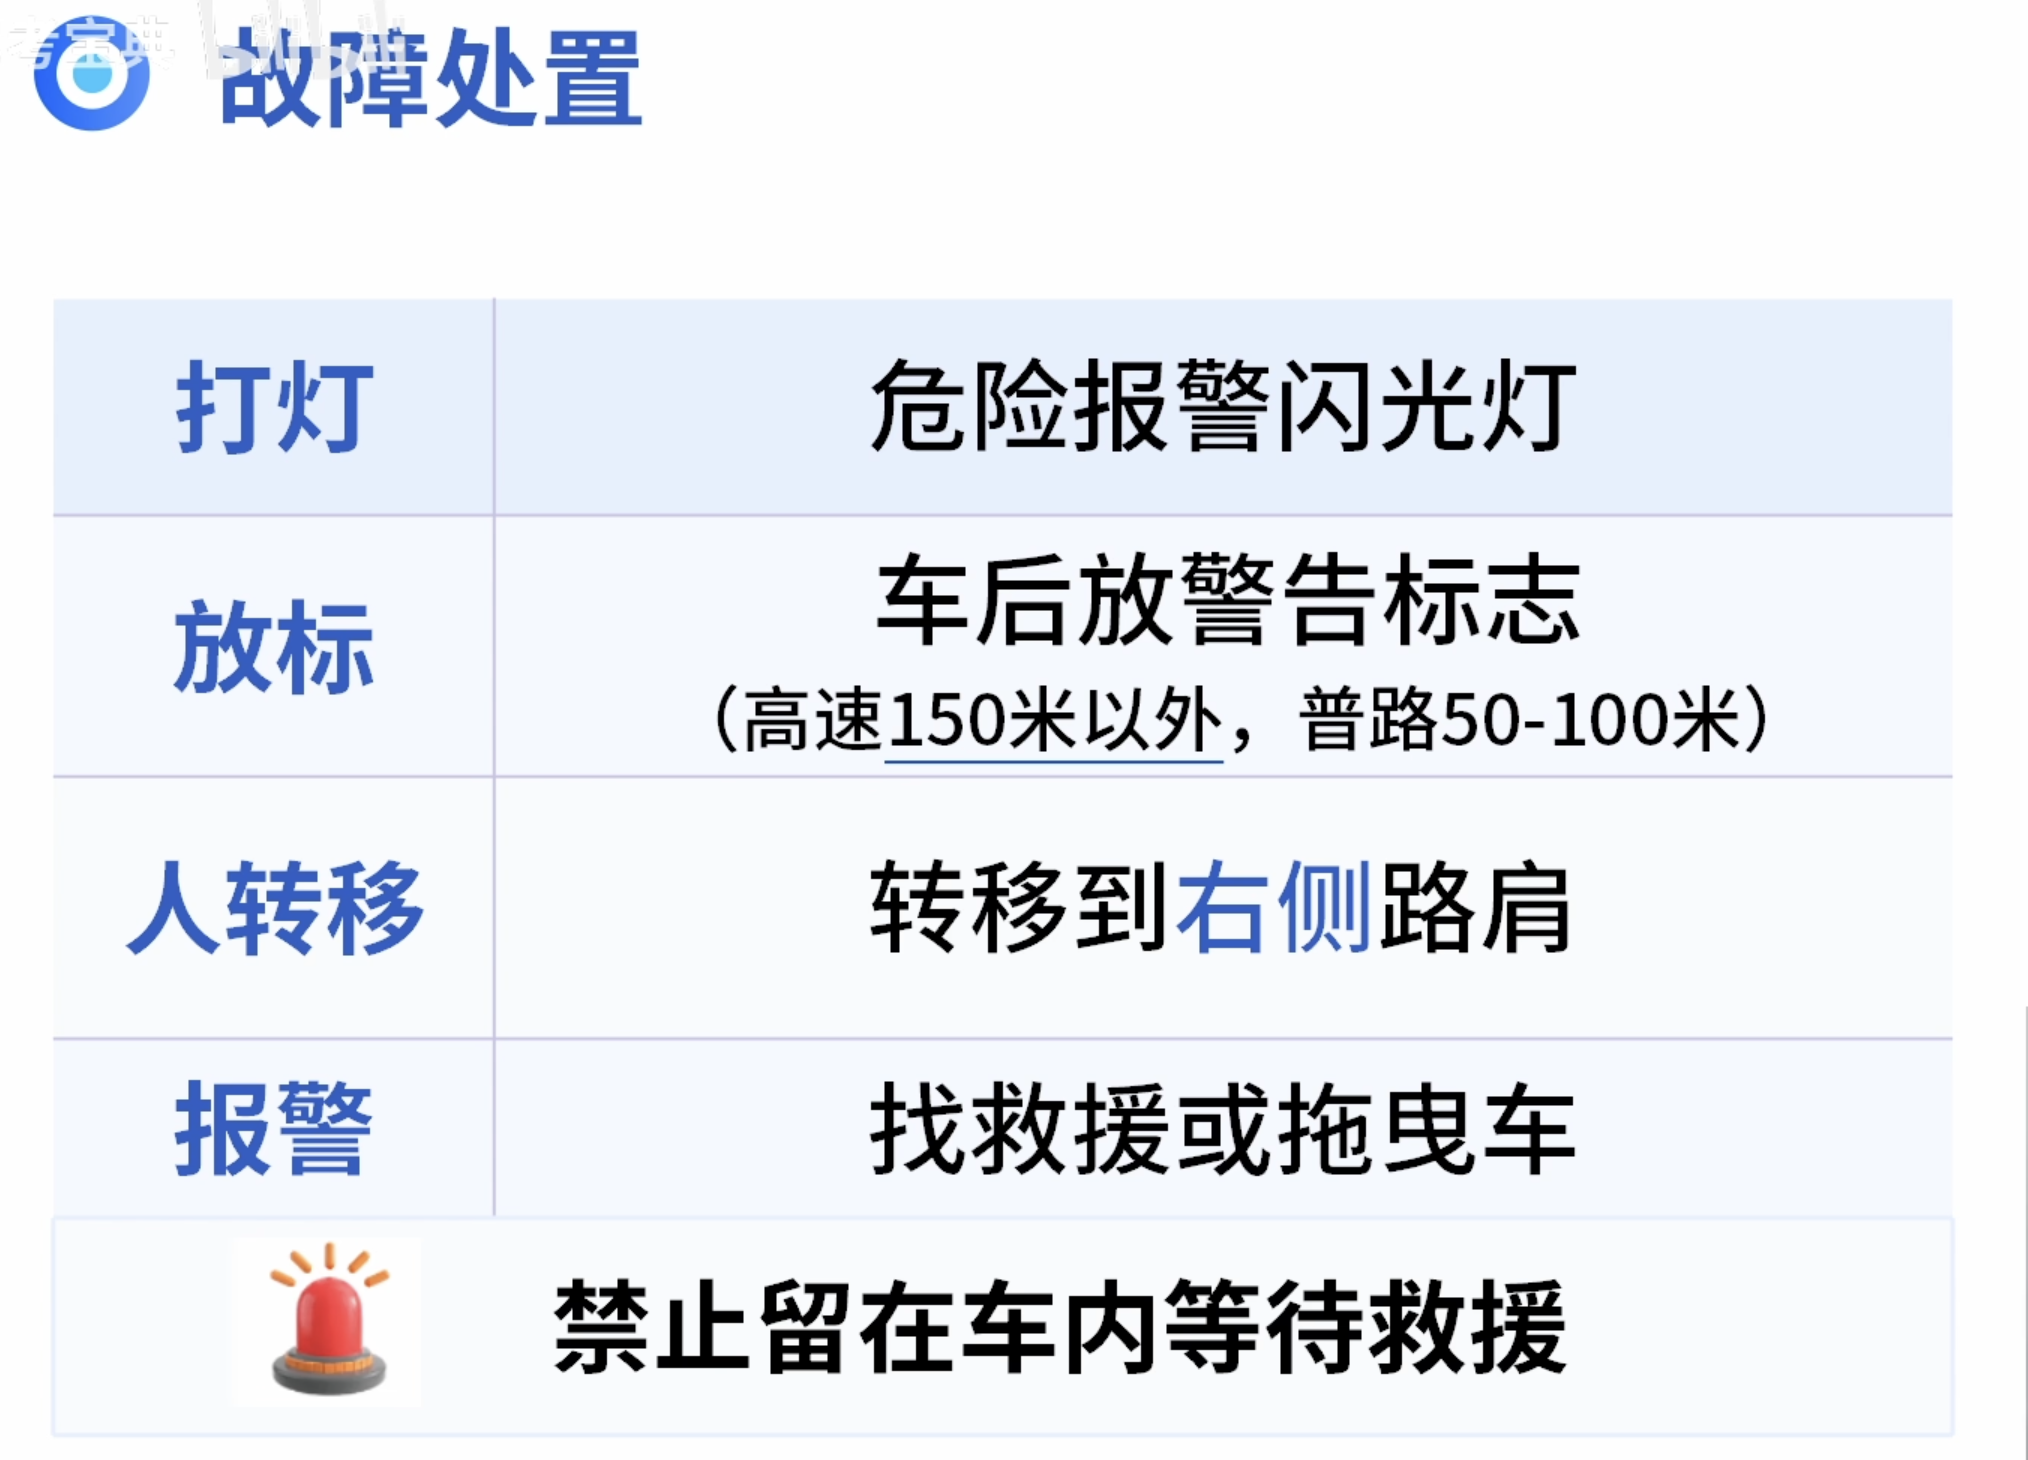 考宝典
故障处置
打灯
危险报警闪光灯
放标
车后放警告标志
（高速150米以外，普路50-100米）
人转移
转移到右侧路肩
报警
找救援或拖曳车
禁止留在车内等待救援